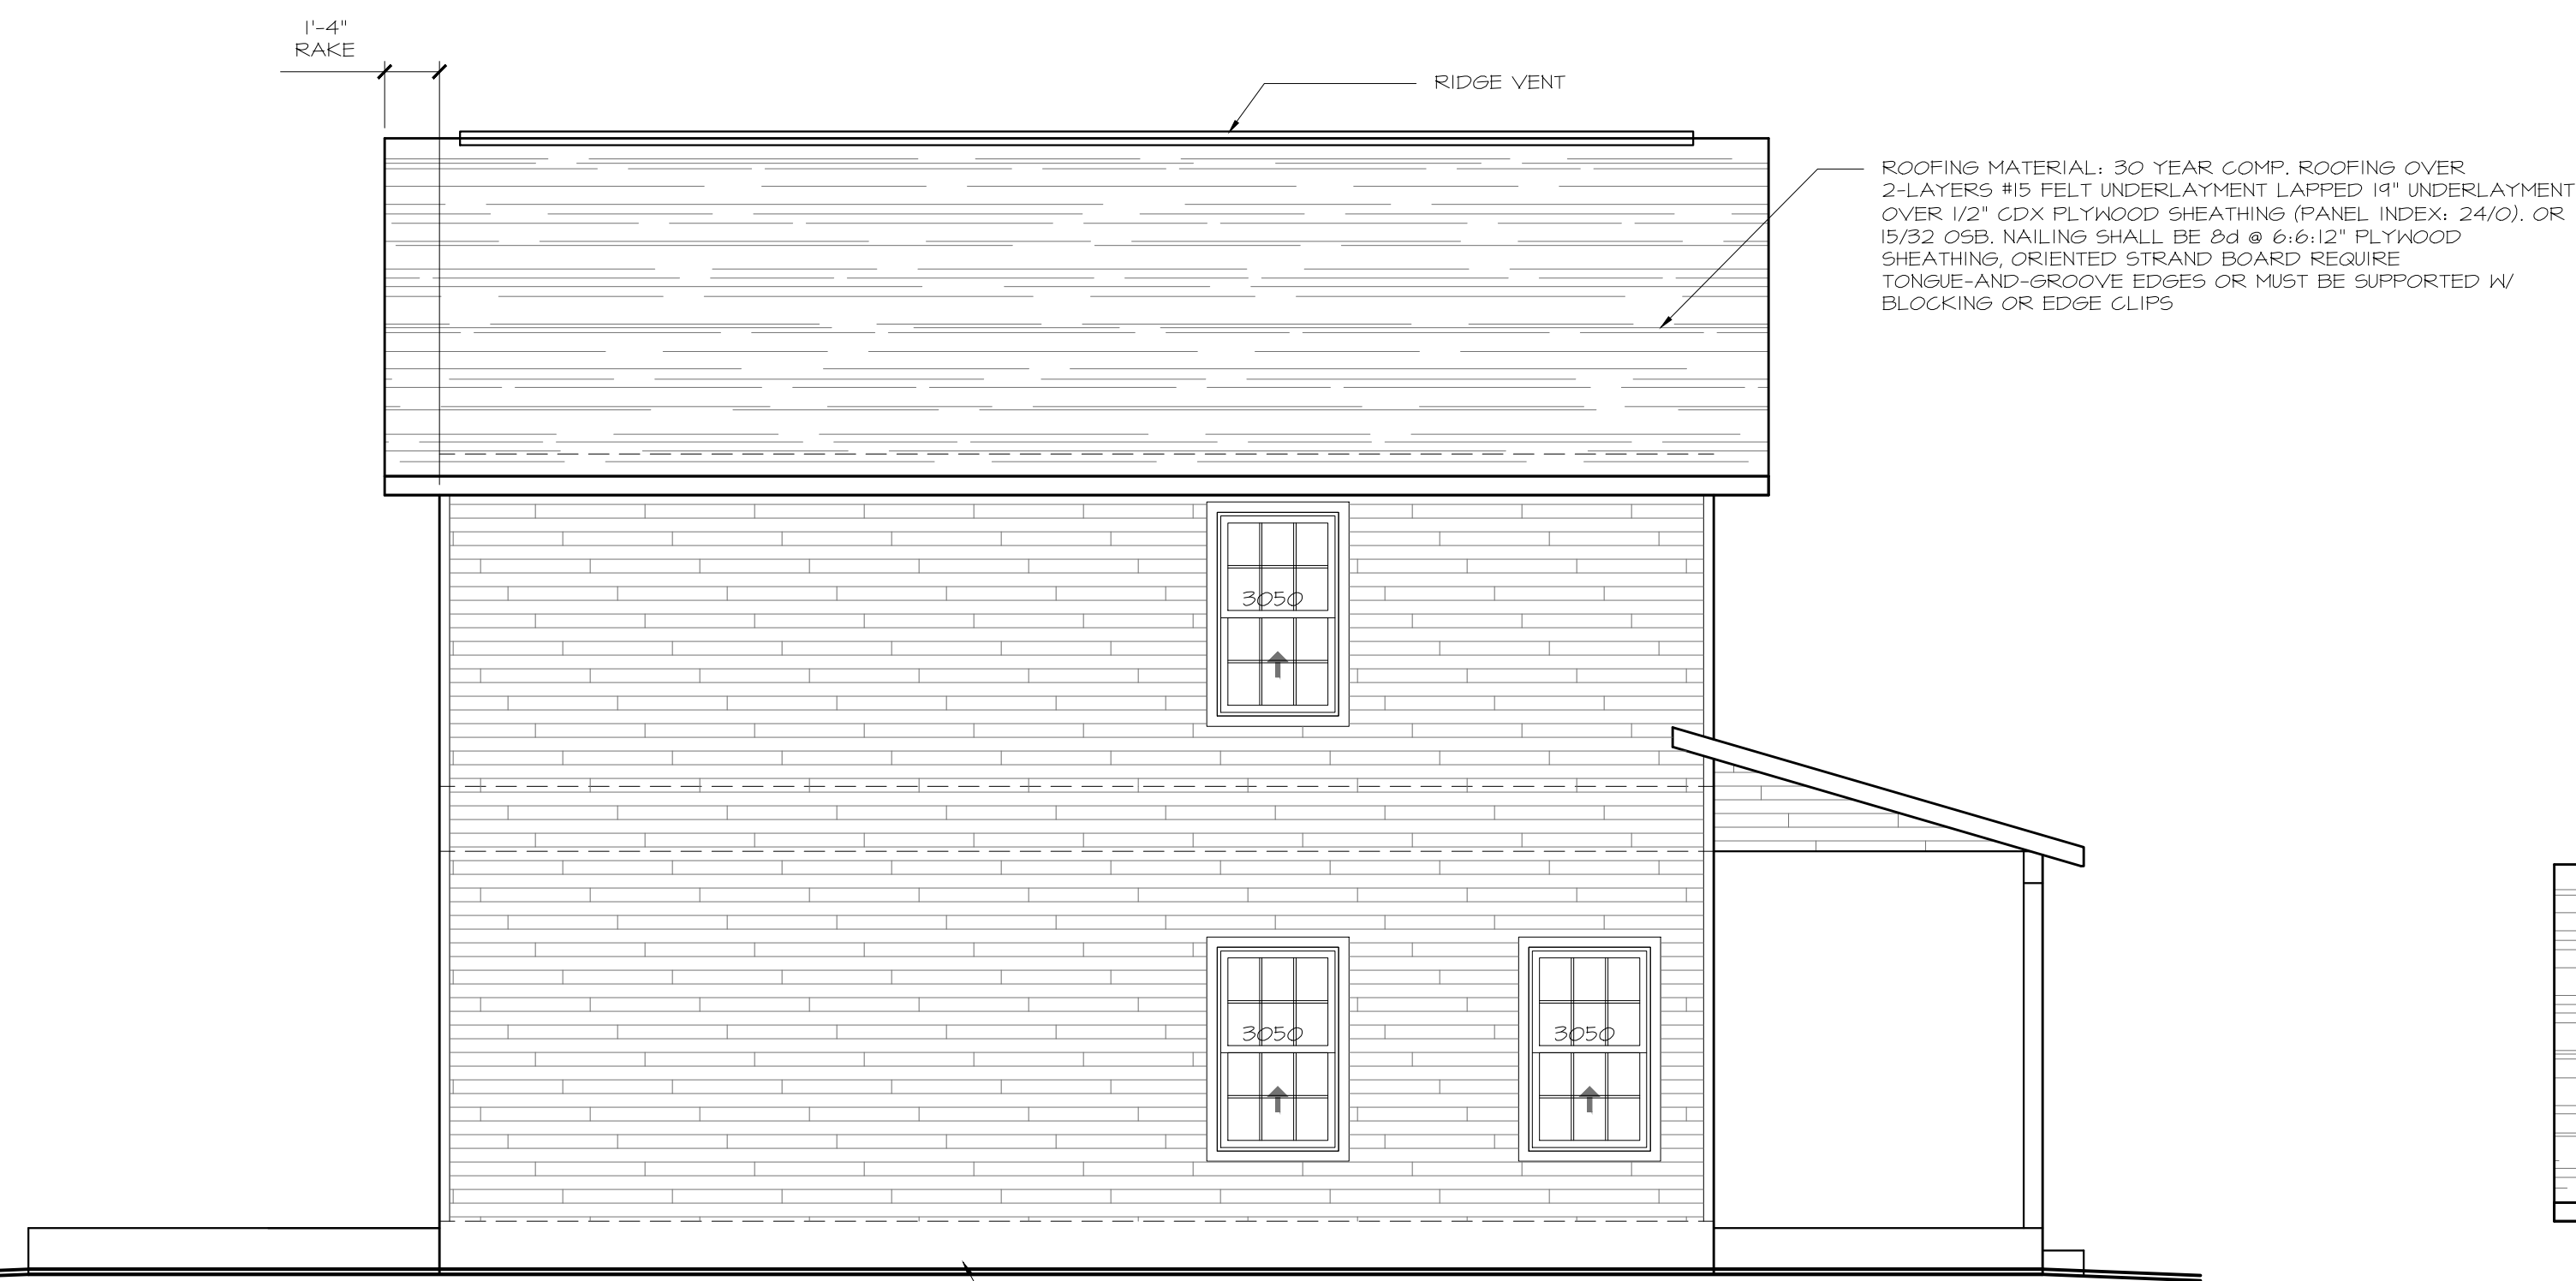 1'-4"
RAKE
RIDGE VENT
ROOFING MATERIAL: 30 YEAR COMP. ROOFING OVER
2-LAYERS #15 FELT UNDERLAYMENT LAPPED 19" UNDERLAYMENT
OVER 1/2" CDX PLYWOOD SHEATHING (PANEL INDEX: 24/0). OR
15/32 OSB. NAILING SHALL BE 8d @ 6:6:12" PLYWOOD
SHEATHING, ORIENTED STRAND BOARD REQUIRE
TONGUE-AND-GROOVE EDGES OR MUST BE SUPPORTED W/
BLOCKING OR EDGE CLIPS
3050
3050
3050